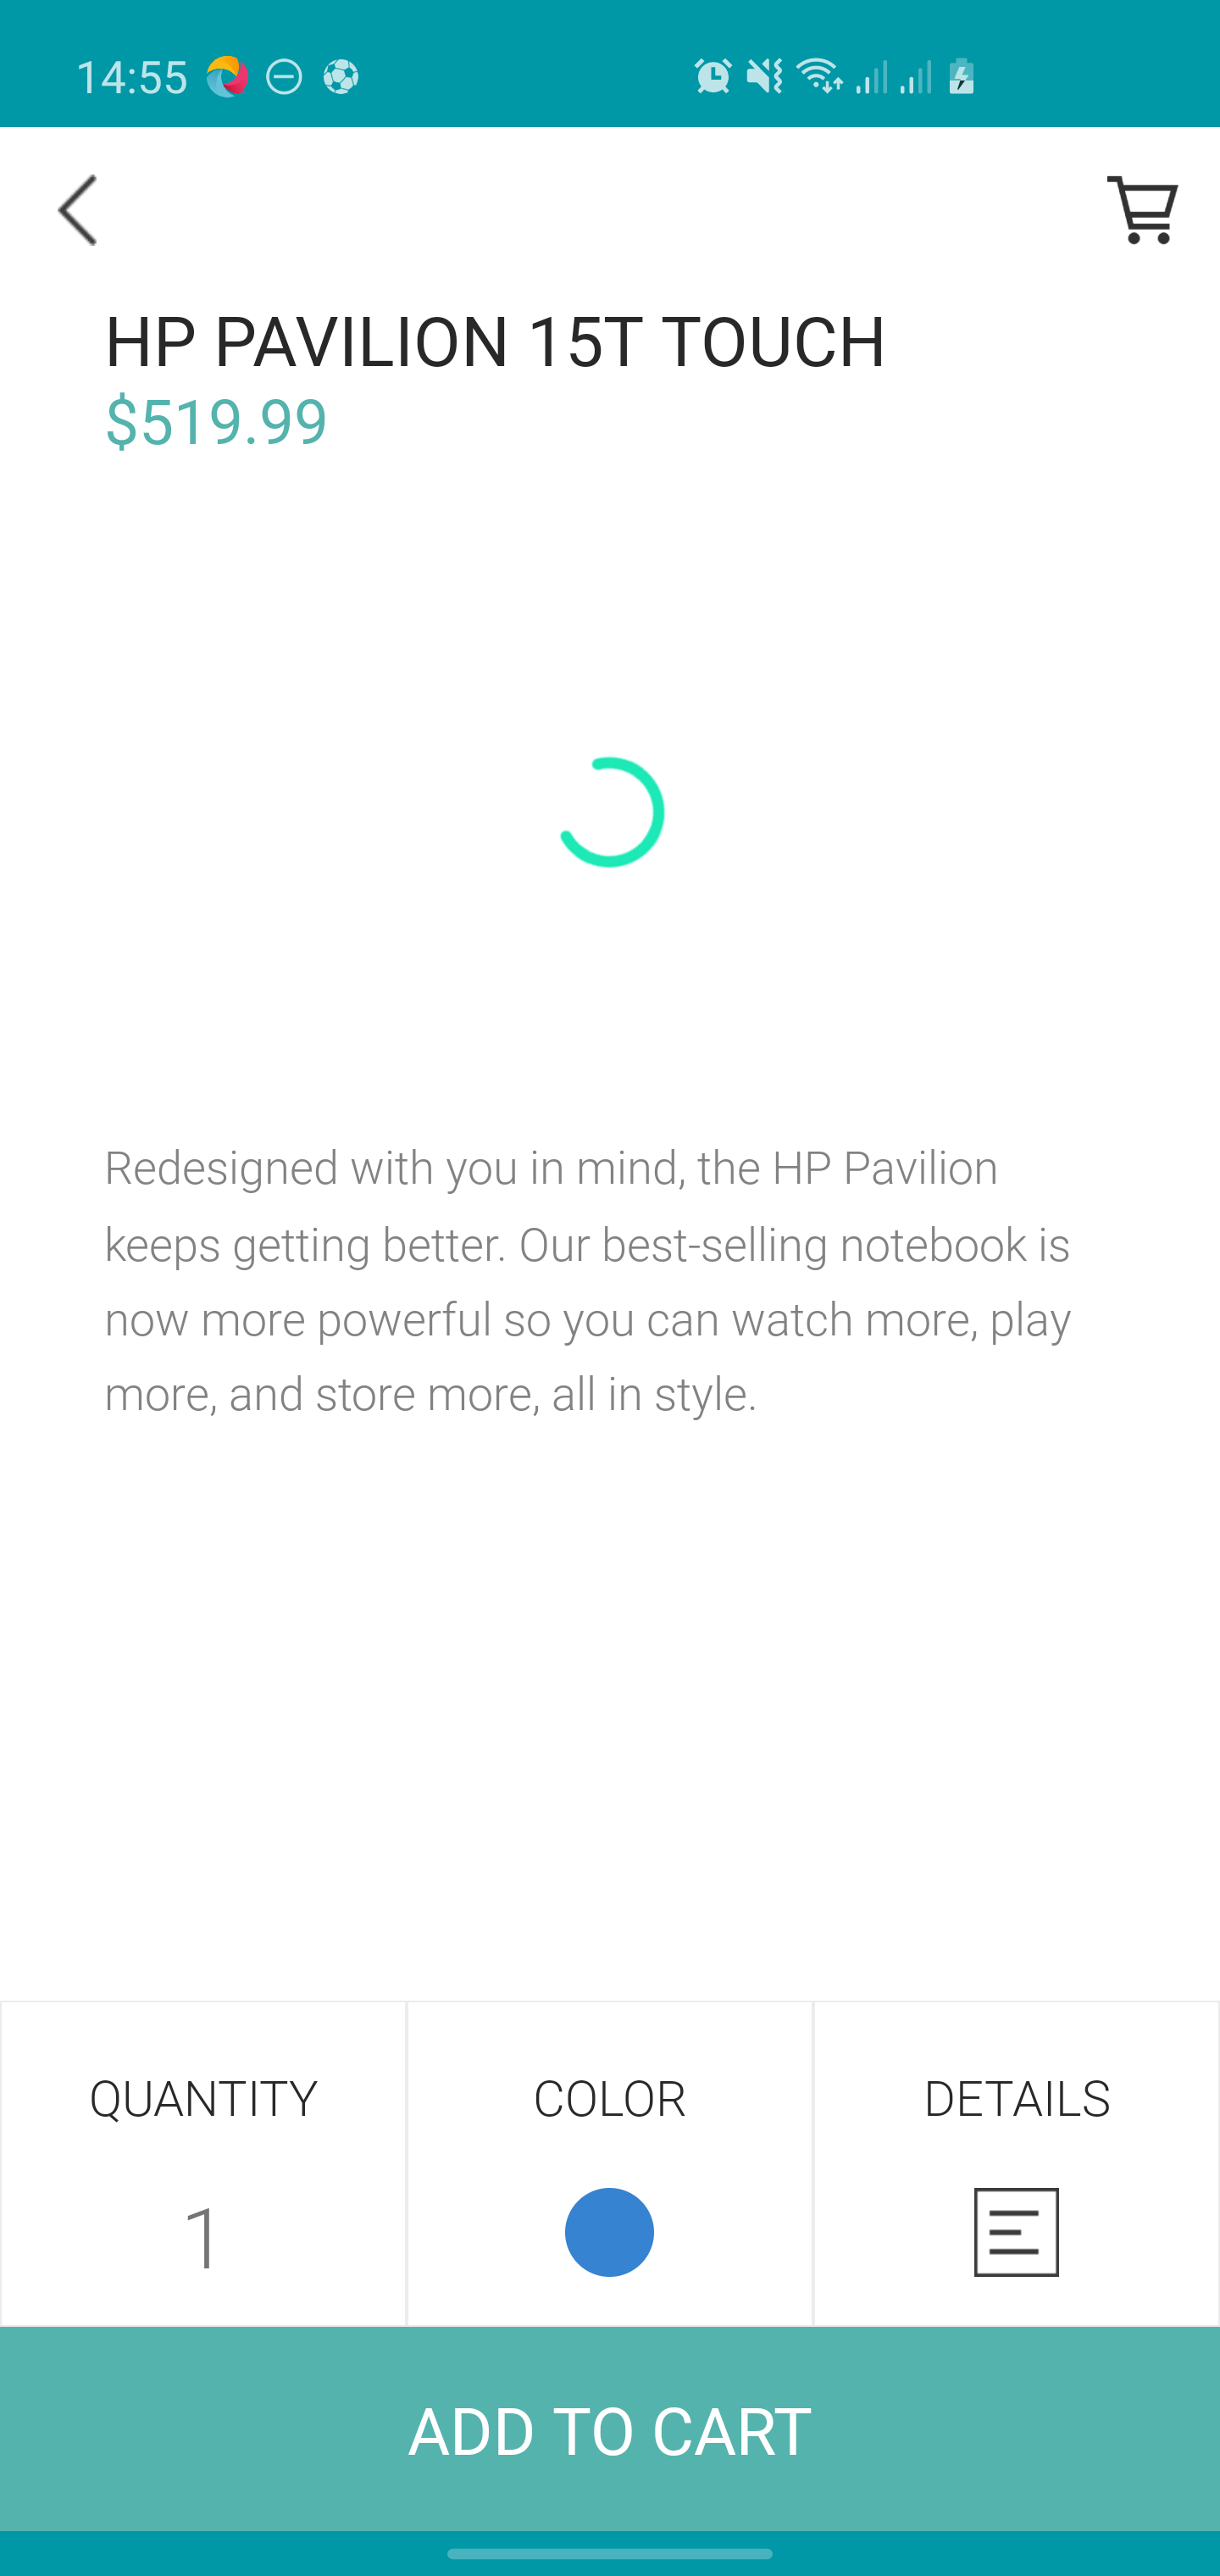 14:55
HP PAVILION 15T TOUCH
$519.99
Redesigned with you in mind, the HP Pavilion
keeps getting better. Our best-selling notebook is
now more powerful so you can watch more, play
more, and store more, all in style.
QUANTITY
COLOR
DETAILS
1
ADD TO CART